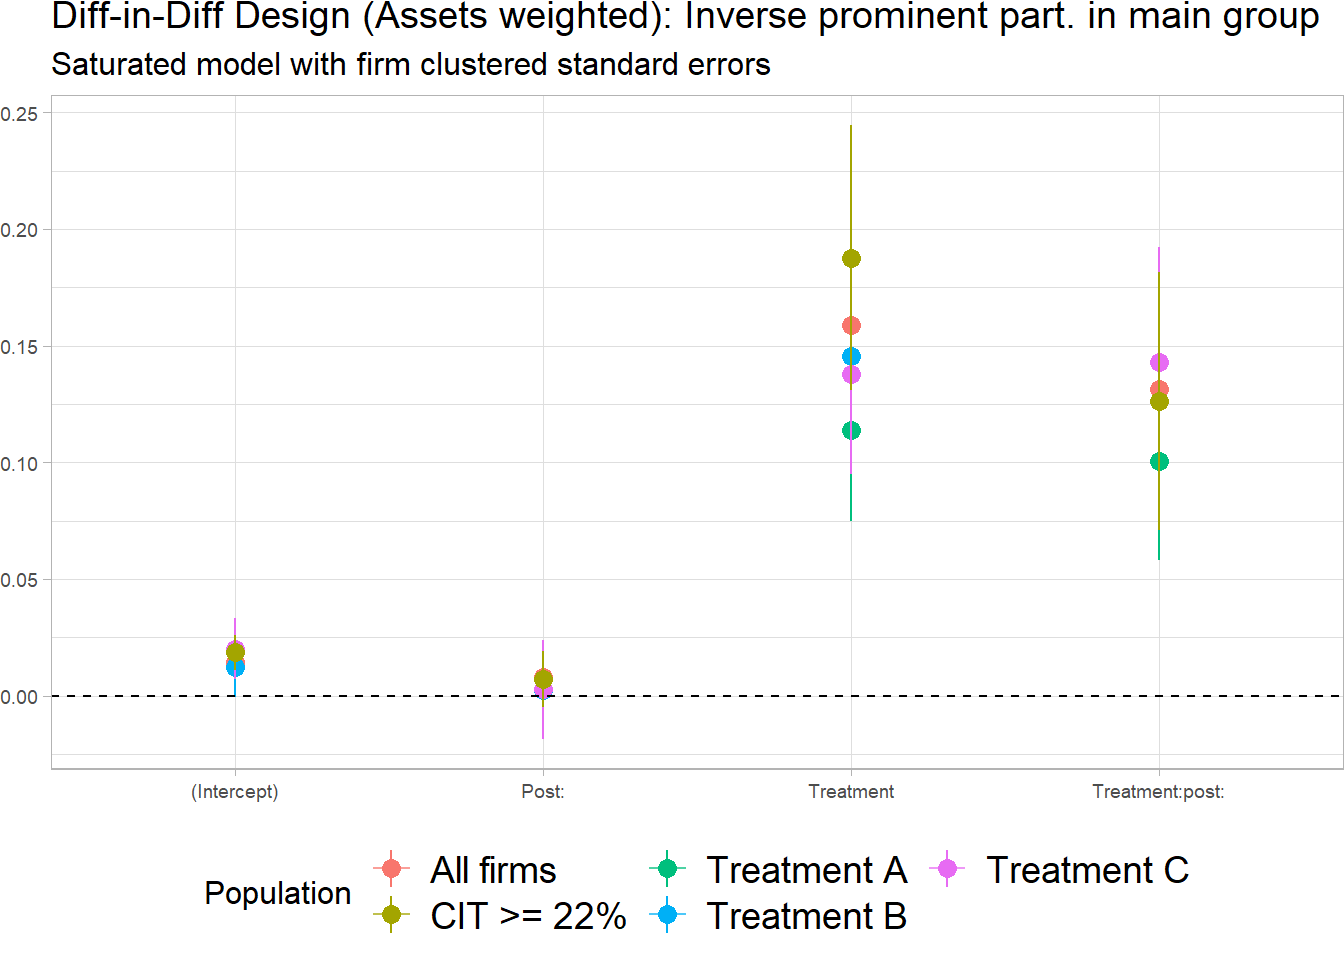 Diff-in-Diff Design (Assets weighted): Inverse prominent part. in main group
Saturated model with firm clustered standard errors
0.25
0.20
0.15
0.10
0.05
0.00
(Intercept) Post: Treatment Treatment:post:
Population
All firms Treatment A Treatment C
CIT >= 22% Treatment B